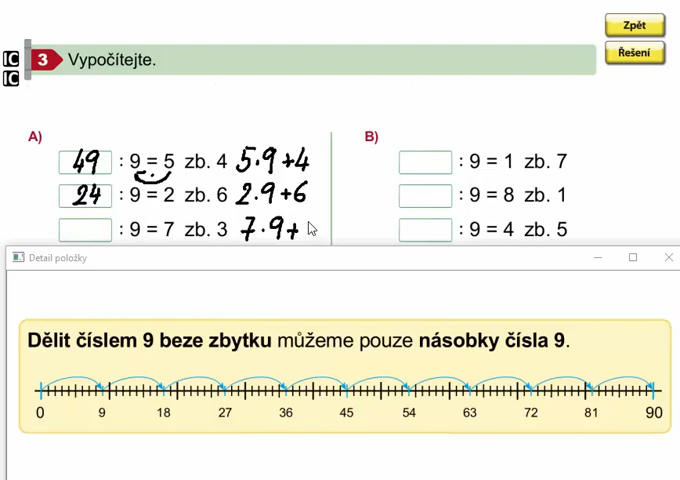 Zpět
Řešení
3 Vypočítejte.
A)
49 : 9 = 5 zb. 4 5·9+4
24 : 9 = 2 zb. 6 2·9+6
: 9 = 7 zb. 3 7·9+
B)
: 9 = 1 zb. 7
: 9 = 8 zb. 1
: 9 = 4 zb. 5
Detail položky
Dělit číslem 9 beze zbytku můžeme pouze násobky čísla 9.
0 9 18 27 36 45 54 63 72 81 90